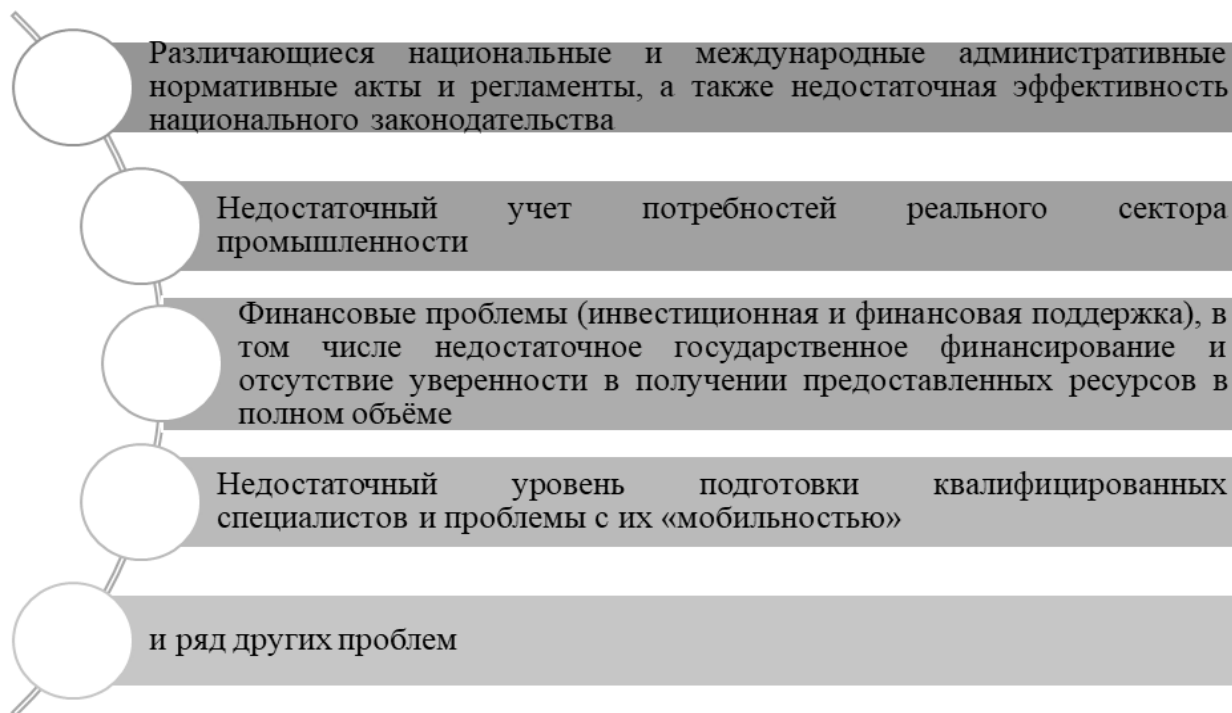 Различающиеся национальные и международные административные
нормативные акты и регламенты, а также недостаточная эффективность
национального законодательства
Недостаточный учет потребностей реального сектора
промышленности
Финансовые проблемы (инвестиционная и финансовая поддержка), в
том числе недостаточное государственное финансирование и
отсутствие уверенности в получении предоставленных ресурсов в
полном объёме
Недостаточный уровень подготовки квалифицированных
специалистов и проблемы с их «мобильностью»
и ряд других проблем